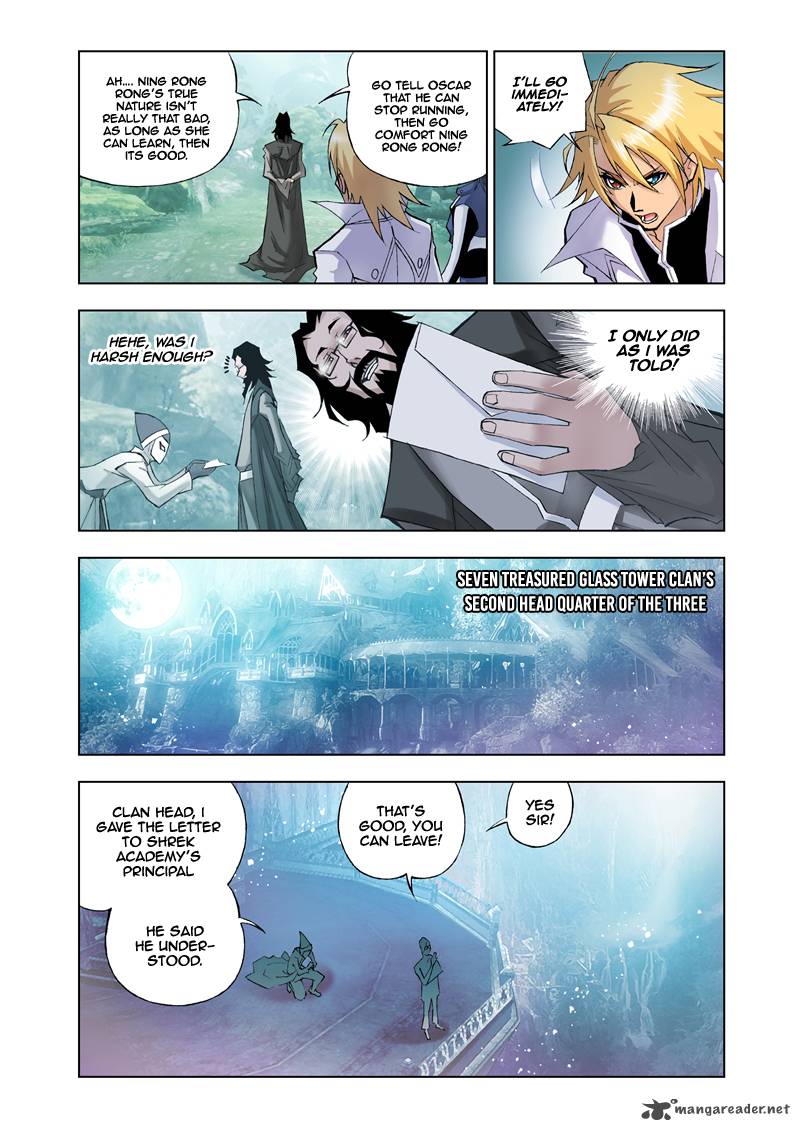 AH.... NING RONG
RONG'S TRUE
NATURE ISN'T
REALLY THAT BAD,
AS LONG AS SHE
CAN LEARN, THEN
ITS GOOD.
GO TELL OSCAR
THAT HE CAN
STOP RUNNING,
THEN GO
COMFORT NING
RONG RONG!
I'LL GO
IMMEDI-
ATELY!
HEHE, WAS I
HARSH ENOUGH?
I ONLY DID
AS I WAS
TOLD!
SEVEN TREASURED GLASS TOWER CLAN'S
SECOND HEAD QUARTER OF THE THREE
CLAN HEAD, I
GAVE THE LETTER
TO SHREK
ACADEMY'S
PRINCIPAL
HE SAID
HE UNDER-
STOOD.
THAT'S
GOOD, YOU
CAN LEAVE!
YES
SIR!
mangareader.net